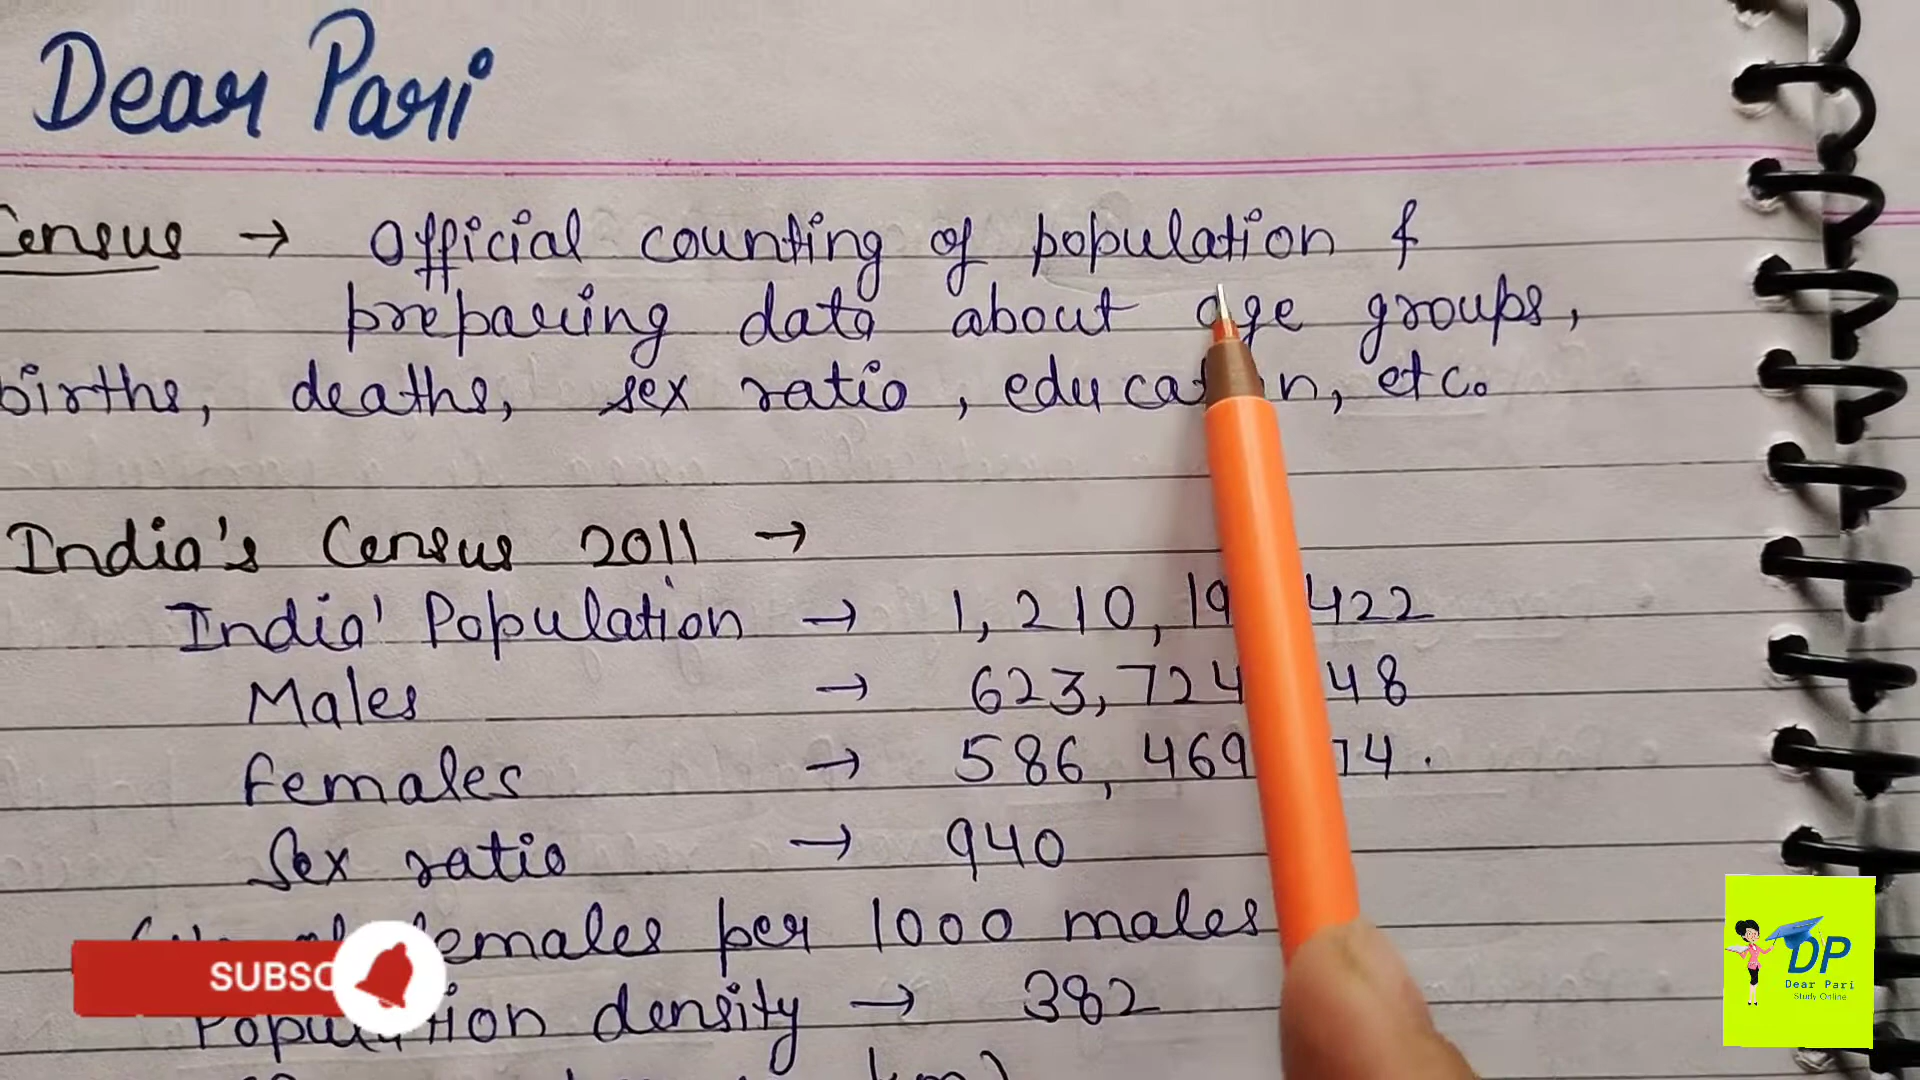 Dear Pari
Census → Official counting of population &
preparing data about age groups,
births, deaths, sex ratio, education, etc.
India's Census 2011 →
India' Population → 1,210, 422
Males → 623,724 48
Females → 586,469 74.
Sex ratio → 940
females per 1000 males
Population density → 382
km)
SUBSC
DP
Dear Pari
Study Online